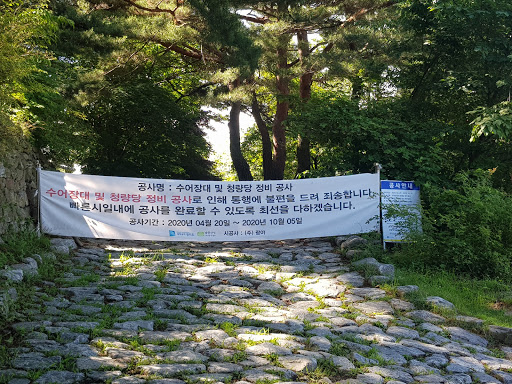 공사명 : 수어장대 및 청량당 정비 공사
수어장대 및 청량당 정비 공사로 인해 통행에 불편을 드려 죄송합니다.
빠른시일내에 공사를 완료할 수 있도록 최선을 다하겠습니다.
공사기간 : 2020년 04월 20일 ~ 2020년 10월 05일
시공사 : (주)
공사안내